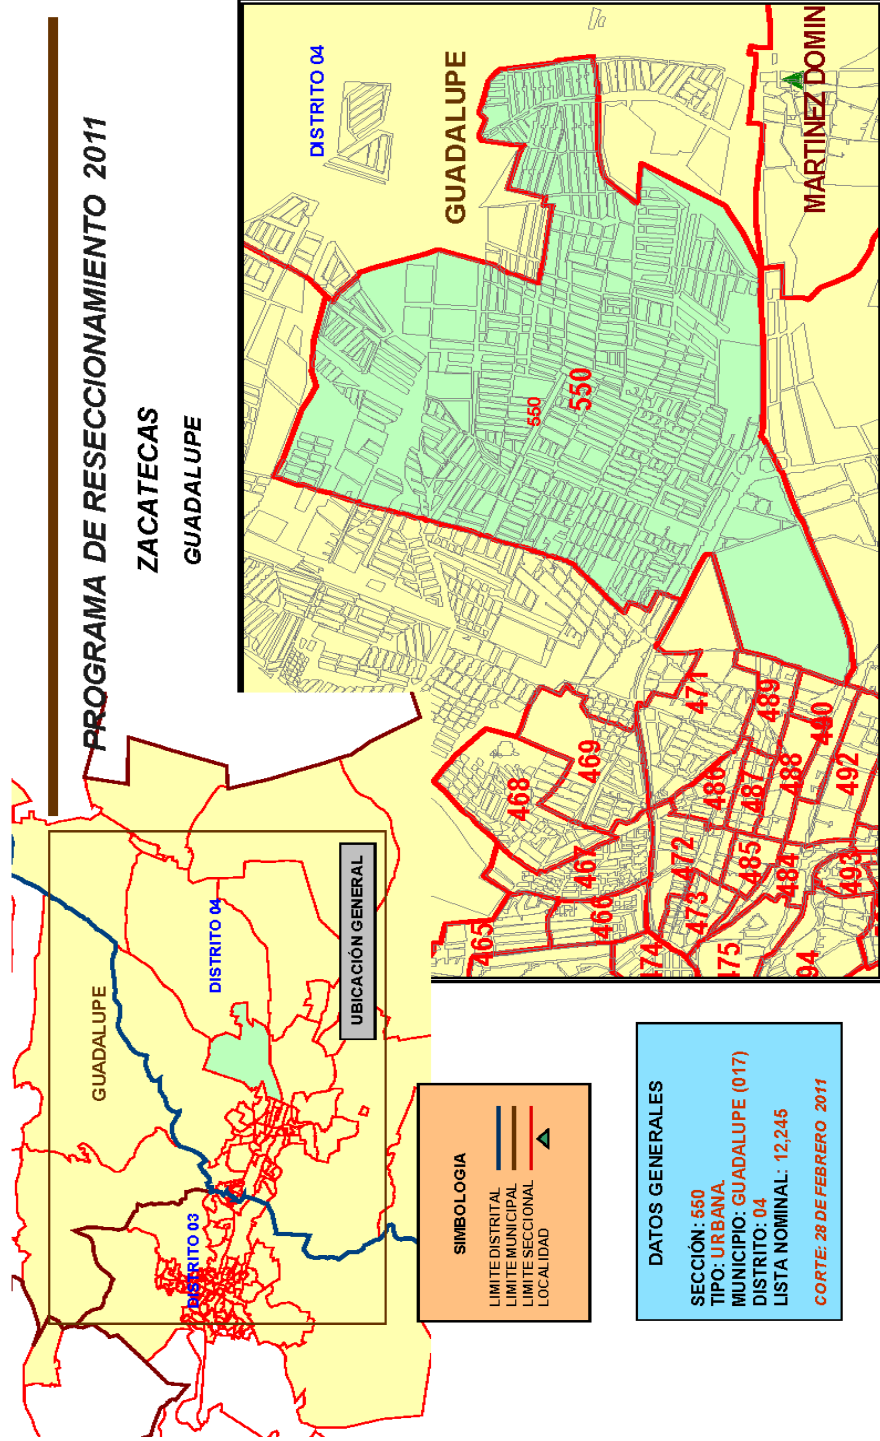 PROGRAMA DE RESECCIONAMIENTO 2011
ZACATECAS
GUADALUPE
GUADALUPE
DISTRITO 04
DISTRITO 03
UBICACIÓN GENERAL
SIMBOLOGIA
LIMITE DISTRITAL
LIMITE MUNICIPAL
LIMITE SECCIONAL
LOCALIDAD
DATOS GENERALES
SECCIÓN: 550
TIPO: URBANA
MUNICIPIO: GUADALUPE (017)
DISTRITO: 04
LISTA NOMINAL: 12,245
CORTE: 28 DE FEBRERO 2011
DISTRITO 04
GUADALUPE
MARTINEZ DOMIN
550
550
465
466
467
468
469
471
472
473
474
475
484
485
486
487
488
489
490
492
493
94